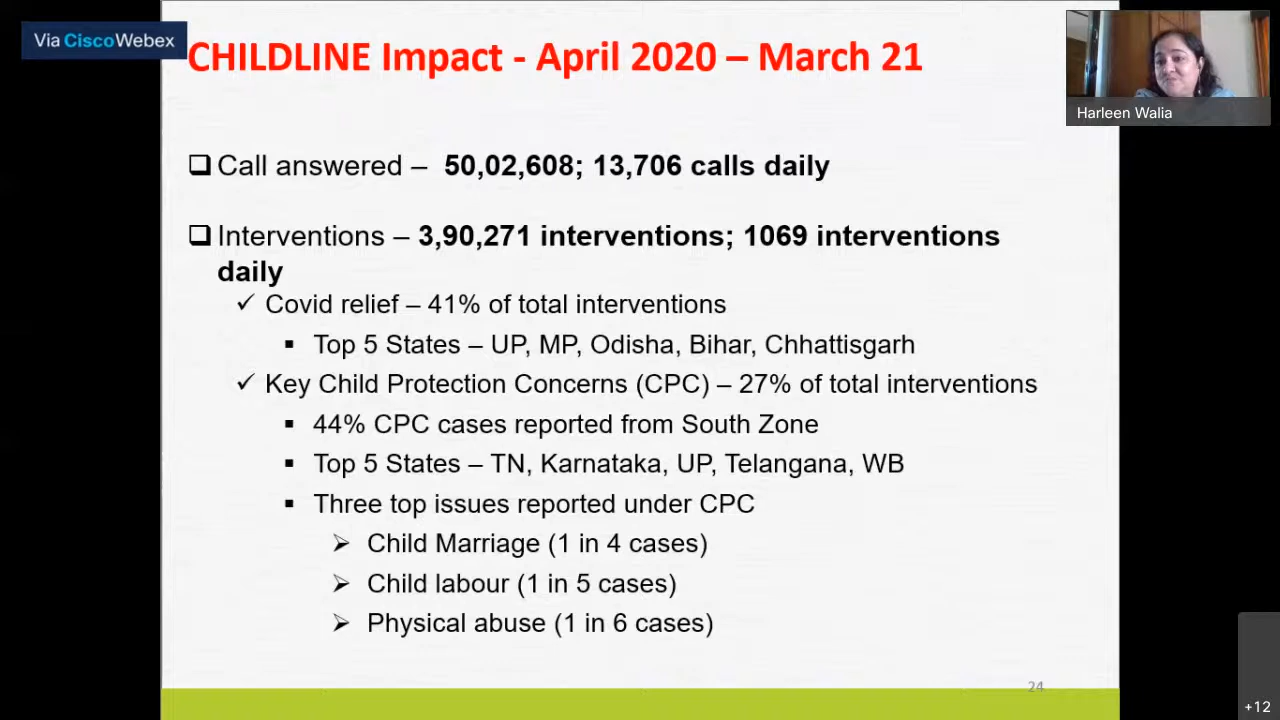 Via CiscoWebex
CHILDLINE Impact - April 2020 – March 21
Harleen Walia
Call answered – 50,02,608; 13,706 calls daily
Interventions – 3,90,271 interventions; 1069 interventions
daily
Covid relief – 41% of total interventions
Top 5 States – UP, MP, Odisha, Bihar, Chhattisgarh
Key Child Protection Concerns (CPC) – 27% of total interventions
44% CPC cases reported from South Zone
Top 5 States – TN, Karnataka, UP, Telangana, WB
Three top issues reported under CPC
Child Marriage (1 in 4 cases)
Child labour (1 in 5 cases)
Physical abuse (1 in 6 cases)
24
+12